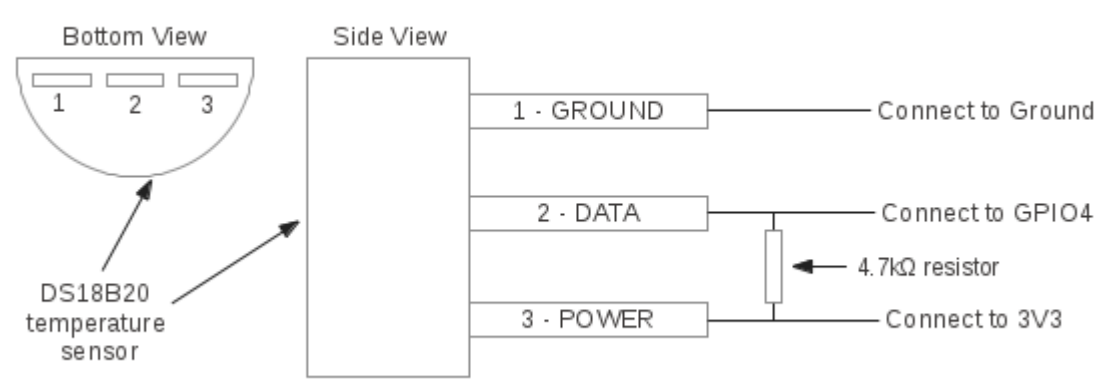 Bottom View
Side View
1
2
3
1 - GROUND
Connect to Ground
2 - DATA
Connect to GPIO4
4.7kΩ resistor
3 - POWER
Connect to 3V3
DS18B20
temperature
sensor